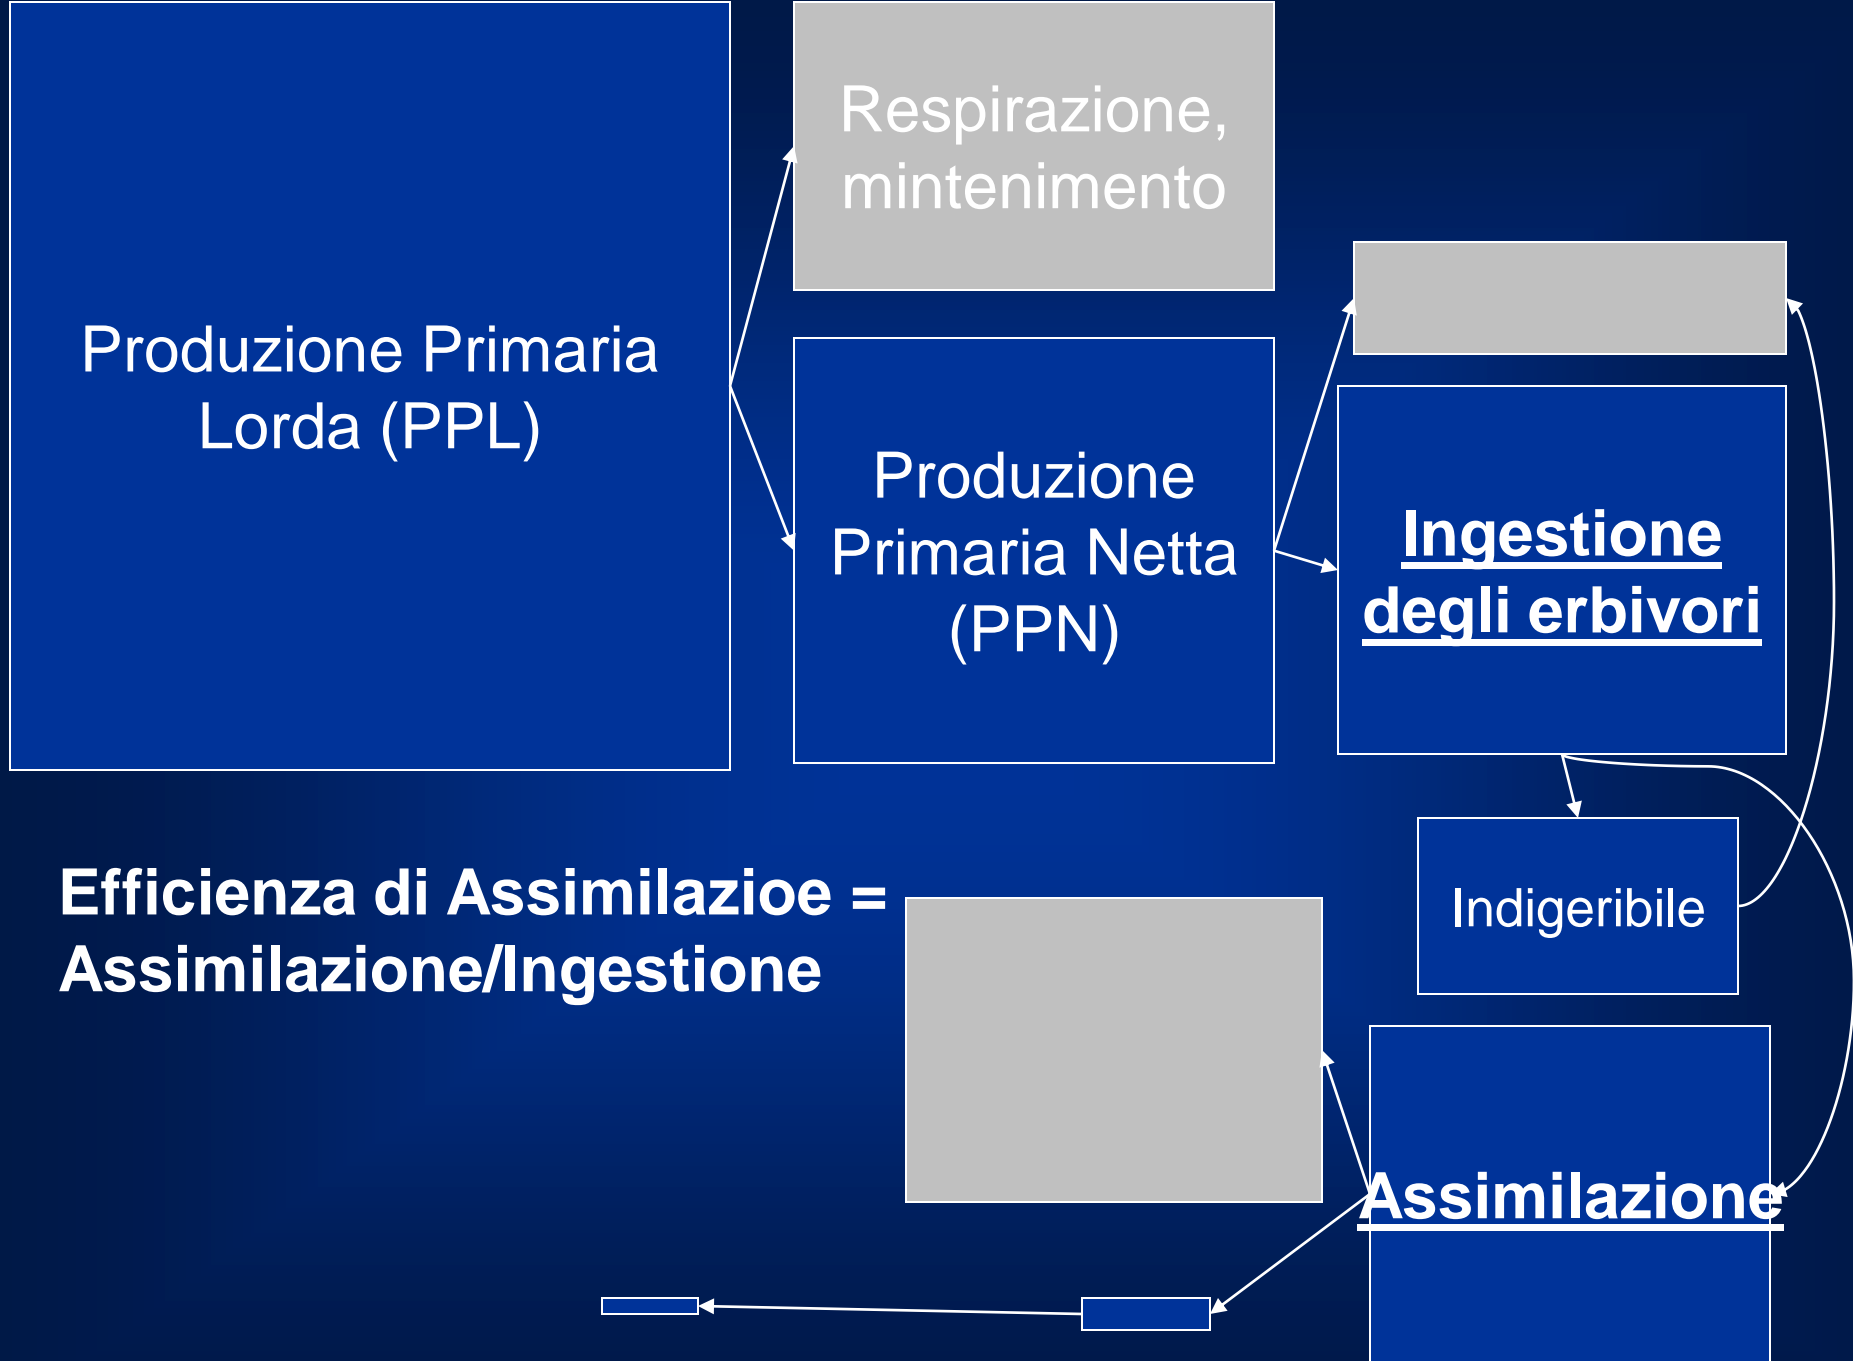 Respirazione,
mintenimento
Produzione Primaria
Lorda (PPL)
Produzione
Primaria Netta
(PPN)
Ingestione
degli erbivori
Efficienza di Assimilazioe =
Assimilazione/Ingestione
Indigeribile
Assimilazione